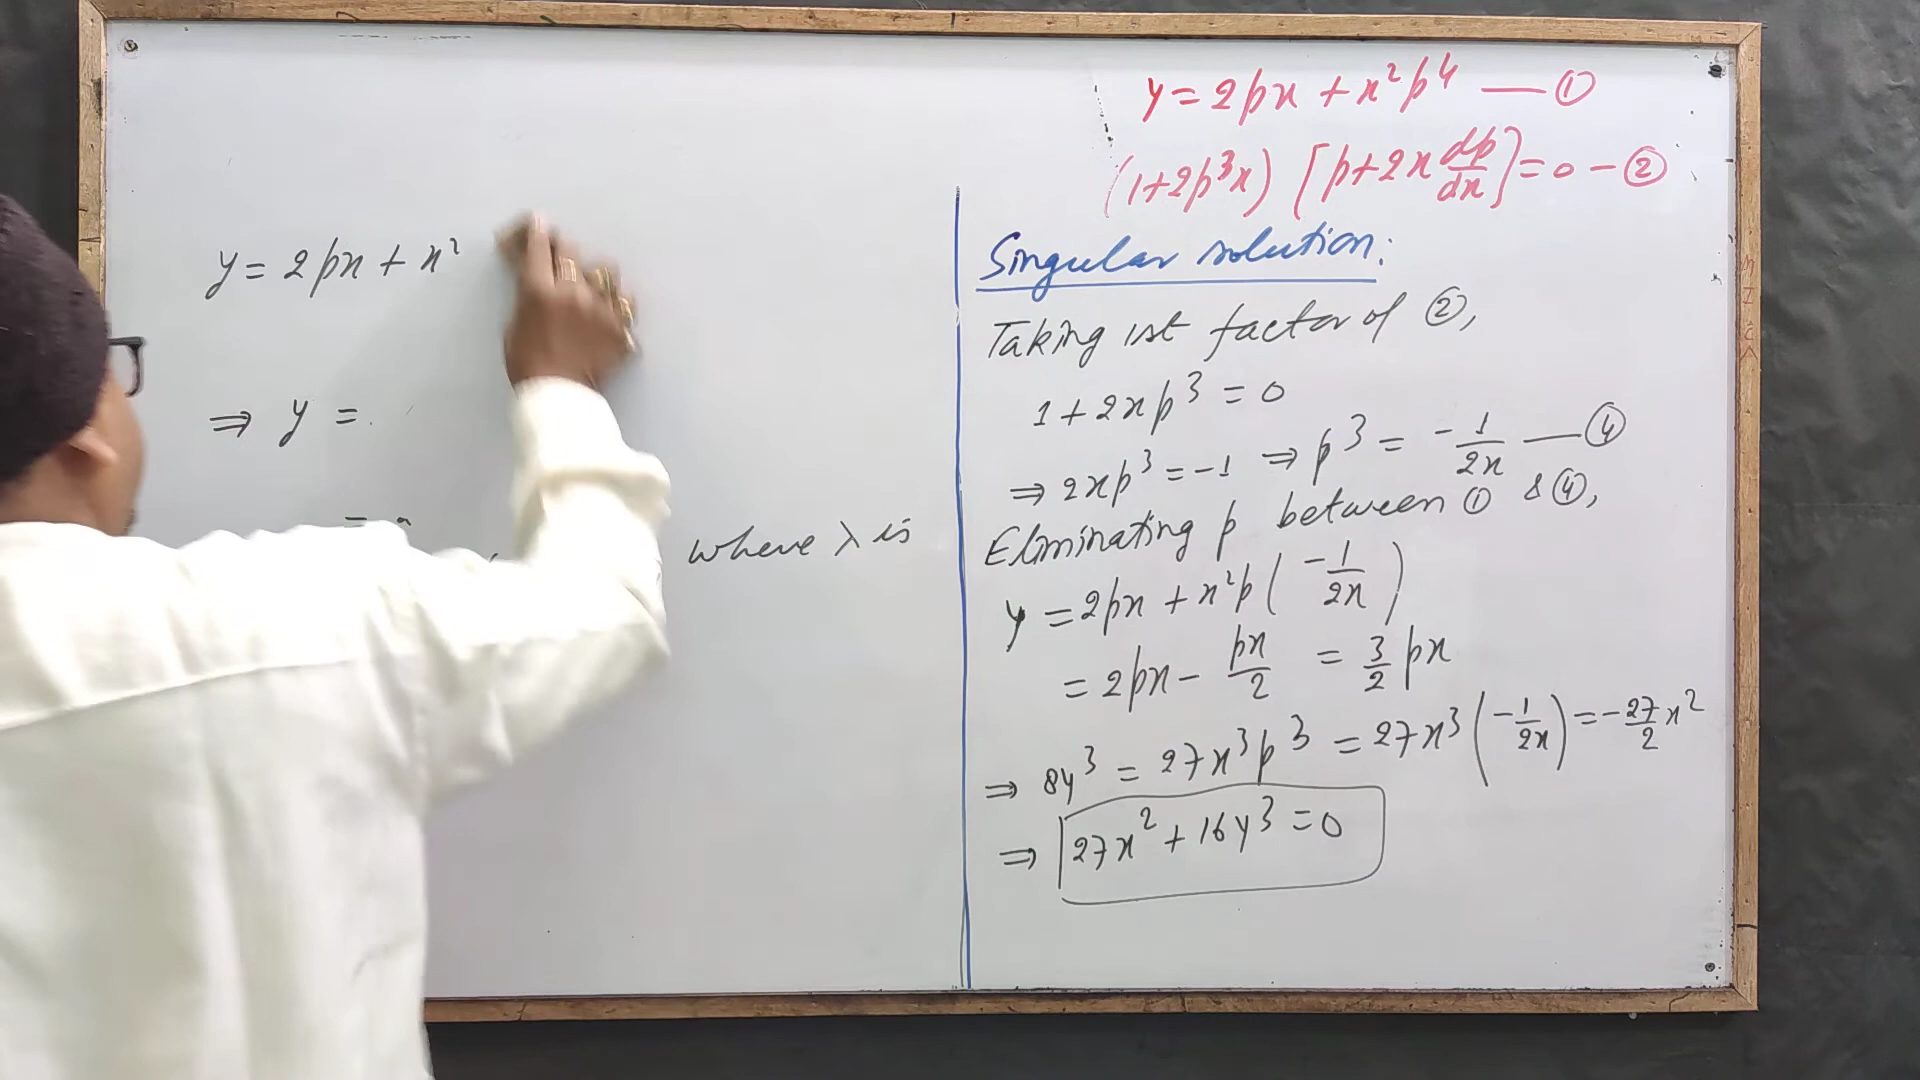 y = 2px + x²
⇒ y =
=
where λ is
y = 2px + x²p⁴ — ①
(1+2p³x) [p+2x dp/dx] = 0 — ②
Singular solution:
Taking 1st factor of ②,
1 + 2xp³ = 0
⇒ 2xp³ = -1 ⇒ p³ = -1/2x — ④
Eliminating p between ① & ④,
y = 2px + x²p(-1/2x)
= 2px - px/2 = 3/2 px
⇒ 8y³ = 27x³p³ = 27x³(-1/2x) = -27/2 x²
⇒ 27x² + 16y³ = 0